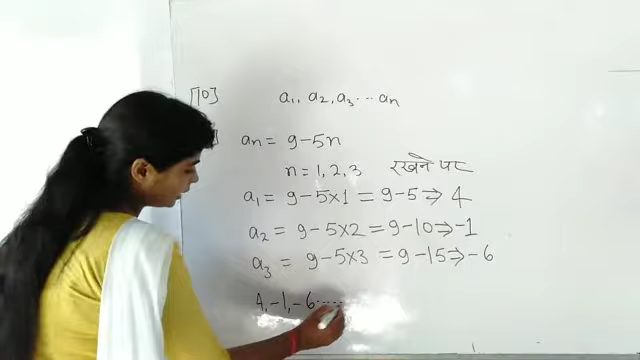 [10] a₁, a₂, a₃ ... aₙ
aₙ = 9-5n
n = 1, 2, 3 रखने पर
a₁ = 9-5×1 = 9-5 ⇒ 4
a₂ = 9-5×2 = 9-10 ⇒ -1
a₃ = 9-5×3 = 9-15 ⇒ -6
4, -1, -6 ......